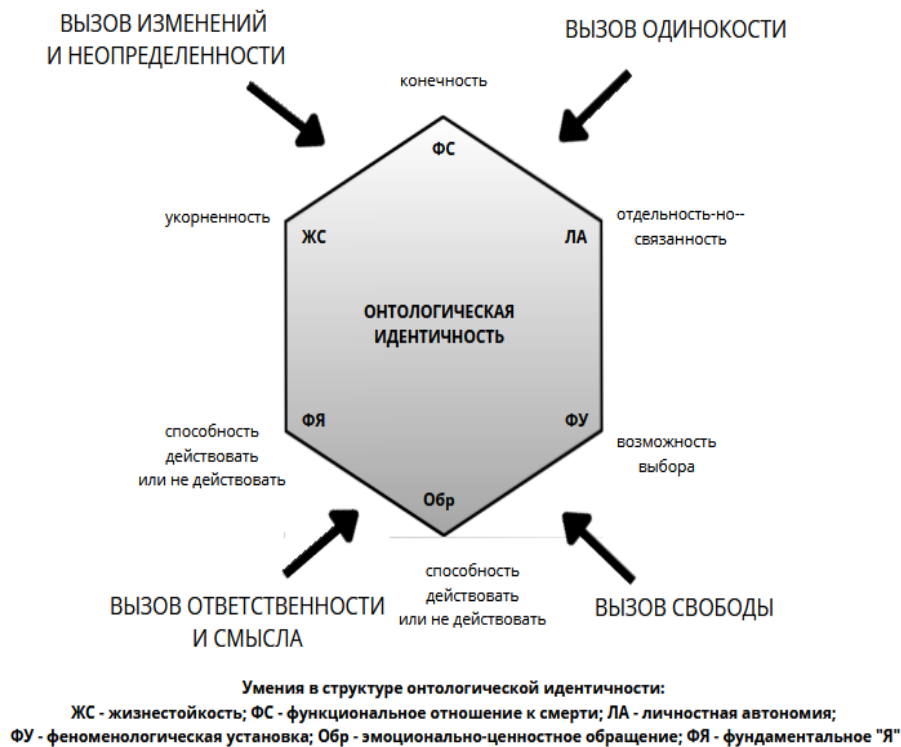 ВЫЗОВ ИЗМЕНЕНИЙ
И НЕОПРЕДЕЛЕННОСТИ
ВЫЗОВ ОДИНОКОСТИ
конечность
ФС
укорненность
ЖС
ЛА
отдельность-но--
связанность
ОНТОЛОГИЧЕСКАЯ
ИДЕНТИЧНОСТЬ
ФЯ
ФУ
способность
действовать
или не действовать
возможность
выбора
Обр
способность
действовать
или не действовать
ВЫЗОВ ОТВЕТСТВЕННОСТИ
И СМЫСЛА
ВЫЗОВ СВОБОДЫ
Умения в структуре онтологической идентичности:
ЖС - жизнестойкость; ФС - функциональное отношение к смерти; ЛА - личностная автономия;
ФУ - феноменологическая установка; Обр - эмоционально-ценностное обращение; ФЯ - фундаментальное "Я"